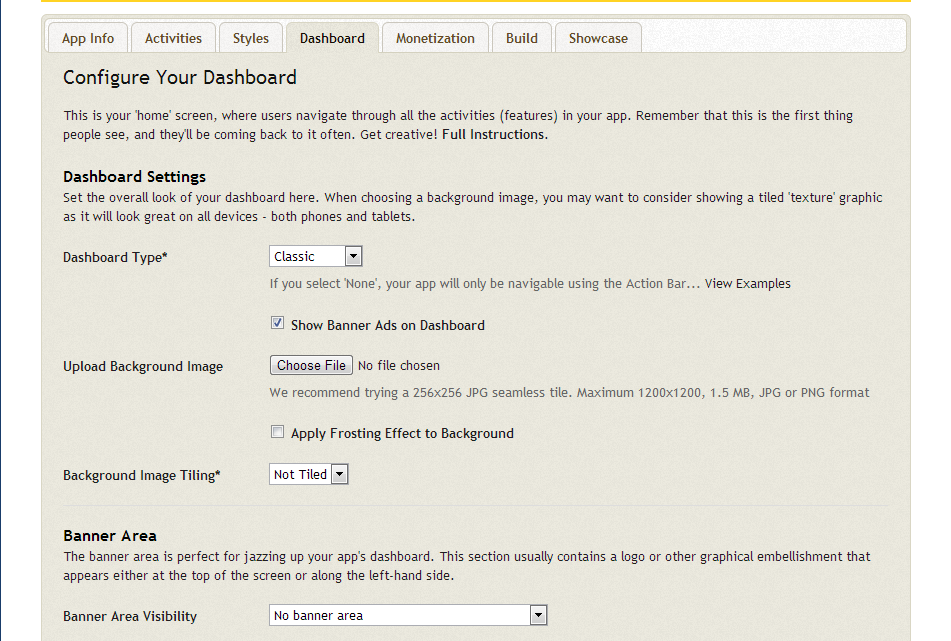 App Info Activities Styles Dashboard Monetization Build Showcase
Configure Your Dashboard
This is your 'home' screen, where users navigate through all the activities (features) in your app. Remember that this is the first thing
people see, and they'll be coming back to it often. Get creative! Full Instructions.
Dashboard Settings
Set the overall look of your dashboard here. When choosing a background image, you may want to consider showing a tiled 'texture' graphic
as it will look great on all devices - both phones and tablets.
Dashboard Type* Classic
If you select 'None', your app will only be navigable using the Action Bar... View Examples
Show Banner Ads on Dashboard
Upload Background Image Choose File No file chosen
We recommend trying a 256x256 JPG seamless tile. Maximum 1200x1200, 1.5 MB, JPG or PNG format
Apply Frosting Effect to Background
Background Image Tiling* Not Tiled
Banner Area
The banner area is perfect for jazzing up your app's dashboard. This section usually contains a logo or other graphical embellishment that
appears either at the top of the screen or along the left-hand side.
Banner Area Visibility No banner area